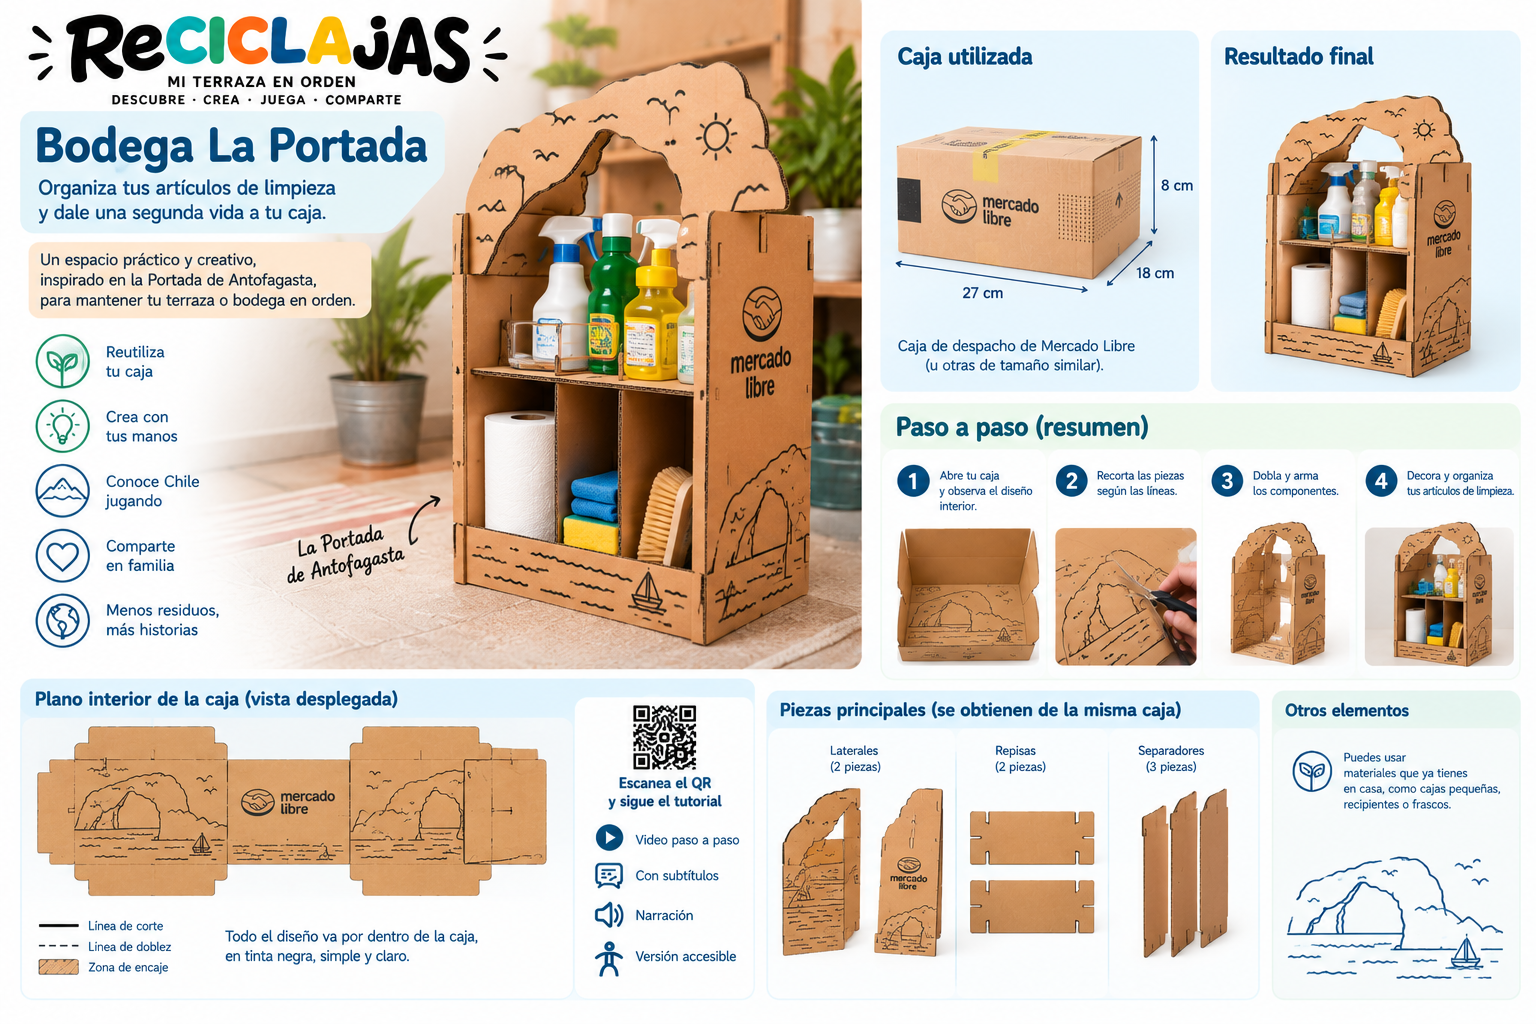 ReCICLAjAS
MI TERRAZA EN ORDEN
DESCUBRE · CREA · JUEGA · COMPARTE
Bodega La Portada
Organiza tus artículos de limpieza
y dale una segunda vida a tu caja.
Un espacio práctico y creativo,
inspirado en la Portada de Antofagasta,
para mantener tu terraza o bodega en orden.
Reutiliza
tu caja
Crea con
tus manos
Conoce Chile
jugando
Comparte
en familia
Menos residuos,
más historias
La Portada
de Antofagasta
mercado
libre
Caja utilizada
mercado
libre
8 cm
18 cm
27 cm
Caja de despacho de Mercado Libre
(u otras de tamaño similar).
Resultado final
mercado
libre
Paso a paso (resumen)
1
Abre tu caja
y observa el diseño
interior.
2
Recorta las piezas
según las líneas.
3
Dobla y arma
los componentes.
4
Decora y organiza
tus artículos de limpieza.
Plano interior de la caja (vista desplegada)
mercado
libre
Línea de corte
Línea de doblez
Zona de encaje
Todo el diseño va por dentro de la caja,
en tinta negra, simple y claro.
Escanea el QR
y sigue el tutorial
Video paso a paso
Con subtítulos
Narración
Versión accesible
Piezas principales (se obtienen de la misma caja)
Laterales
(2 piezas)
mercado
libre
Repisas
(2 piezas)
Separadores
(3 piezas)
Otros elementos
Puedes usar
materiales que ya tienes
en casa, como cajas pequeñas,
recipientes o frascos.